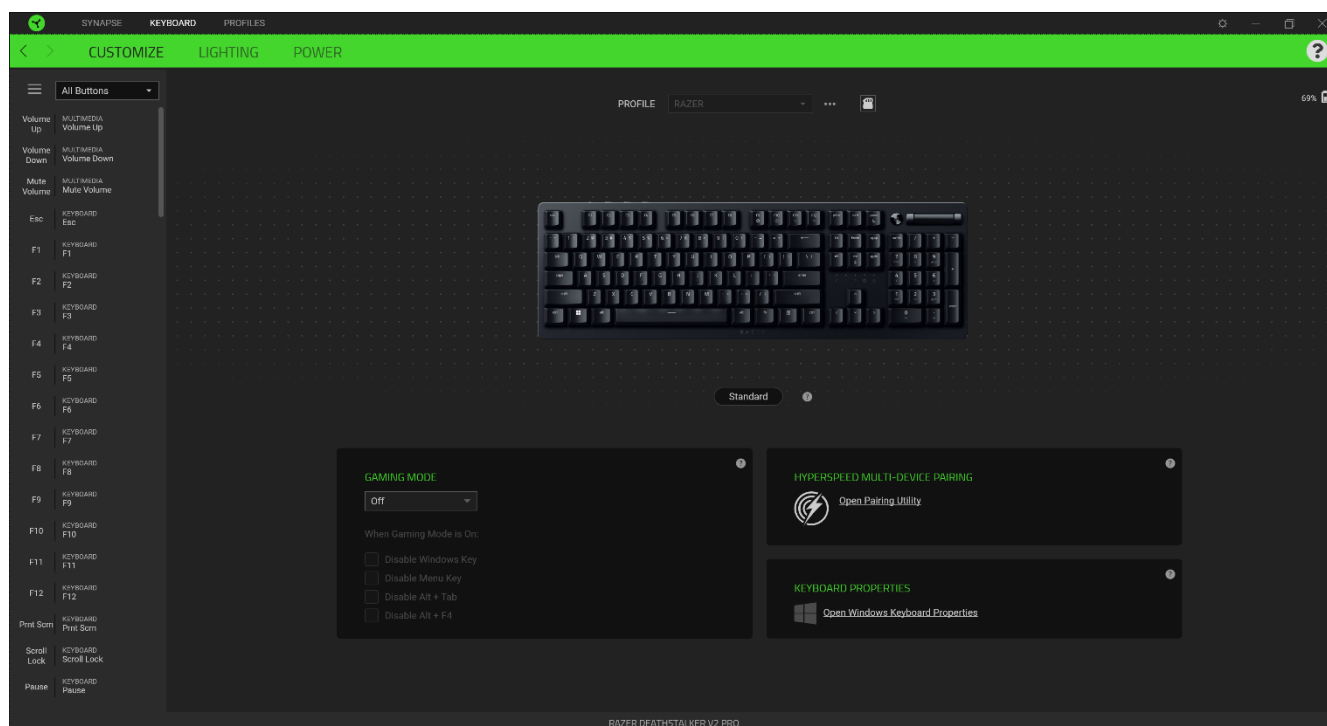 SYNAPSE KEYBOARD PROFILES
CUSTOMIZE LIGHTING POWER
?
All Buttons
PROFILE RAZER
69%
Volume Up MULTIMEDIA
Volume Up
Volume Down MULTIMEDIA
Volume Down
Mute Volume MULTIMEDIA
Mute Volume
Esc KEYBOARD
Esc
F1 KEYBOARD
F1
F2 KEYBOARD
F2
F3 KEYBOARD
F3
F4 KEYBOARD
F4
F5 KEYBOARD
F5
F6 KEYBOARD
F6
F7 KEYBOARD
F7
F8 KEYBOARD
F8
F9 KEYBOARD
F9
F10 KEYBOARD
F10
F11 KEYBOARD
F11
F12 KEYBOARD
F12
Prnt Scrn KEYBOARD
Prnt Scrn
Scroll Lock KEYBOARD
Scroll Lock
Pause KEYBOARD
Pause
Standard ?
GAMING MODE ?
Off
When Gaming Mode is On:
Disable Windows Key
Disable Menu Key
Disable Alt + Tab
Disable Alt + F4
HYPERSPEED MULTI-DEVICE PAIRING ?
Open Pairing Utility
KEYBOARD PROPERTIES ?
Open Windows Keyboard Properties
RAZER DEATHSTALKER V2 PRO